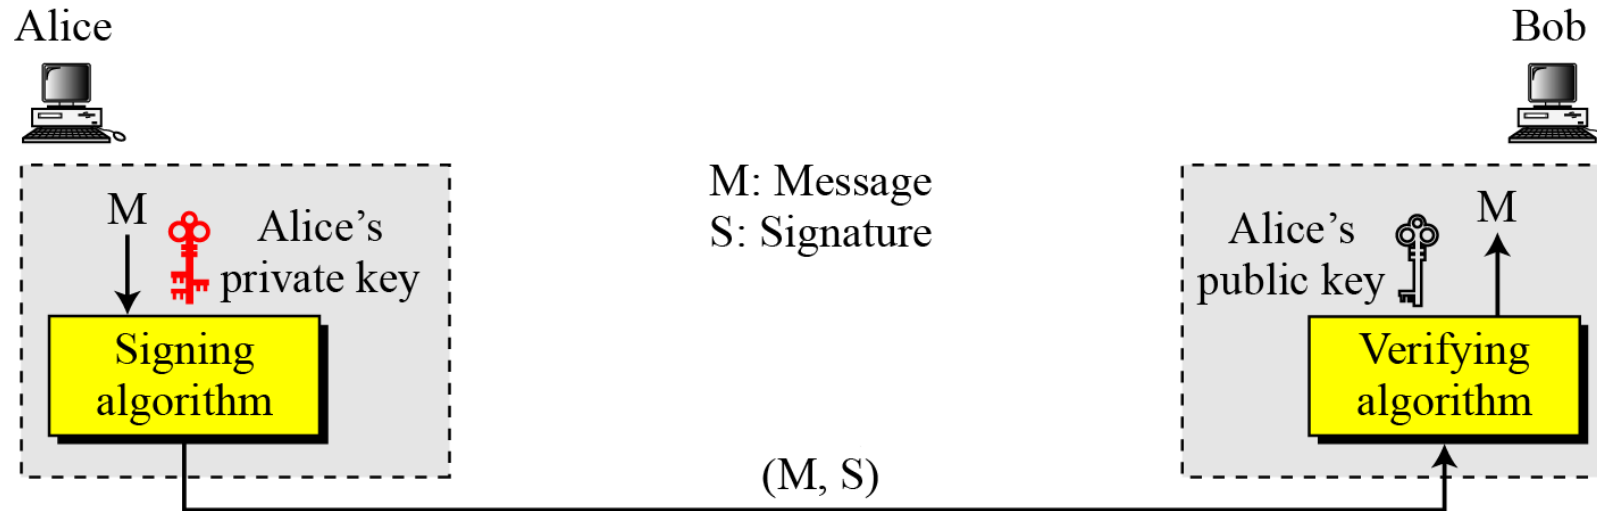 Alice
Bob
M: Message
S: Signature
M
Alice’s
private key
Signing
algorithm
(M, S)
Alice’s
public key
M
Verifying
algorithm